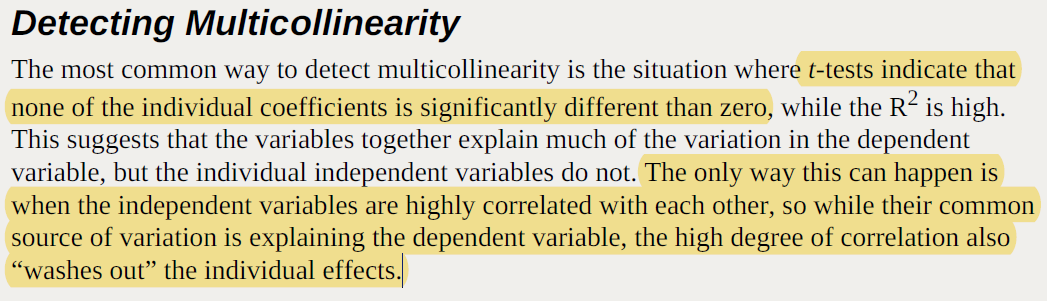 Detecting Multicollinearity
The most common way to detect multicollinearity is the situation where t-tests indicate that
none of the individual coefficients is significantly different than zero, while the R² is high.
This suggests that the variables together explain much of the variation in the dependent
variable, but the individual independent variables do not. The only way this can happen is
when the independent variables are highly correlated with each other, so while their common
source of variation is explaining the dependent variable, the high degree of correlation also
“washes out” the individual effects.